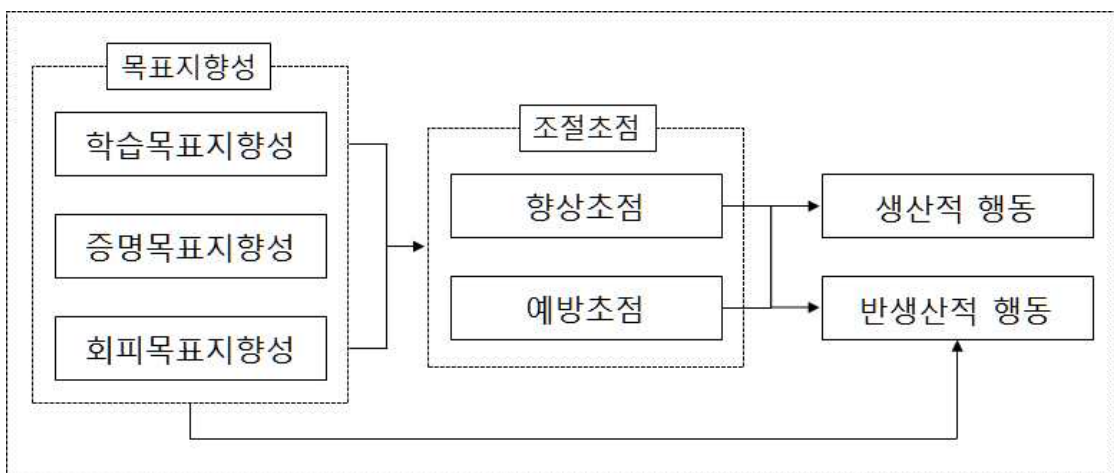 목표지향성
학습목표지향성
증명목표지향성
회피목표지향성
조절초점
향상초점
예방초점
생산적 행동
반생산적 행동